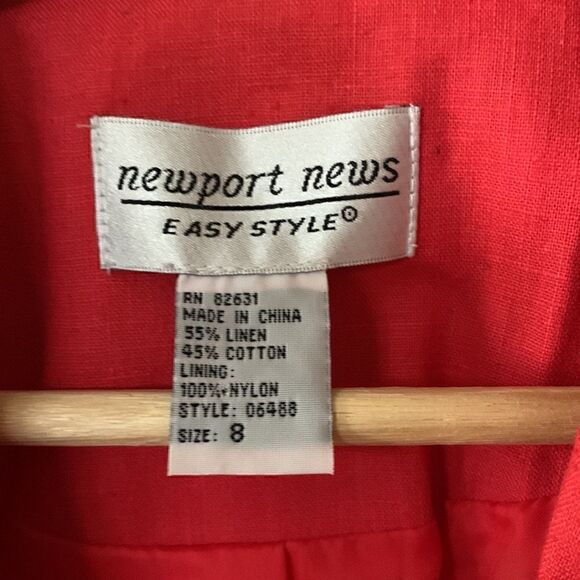 newport news
EASY STYLE®
RN 82631
MADE IN CHINA
55% LINEN
45% COTTON
LINING:
100% NYLON
STYLE: 06488
SIZE: 8